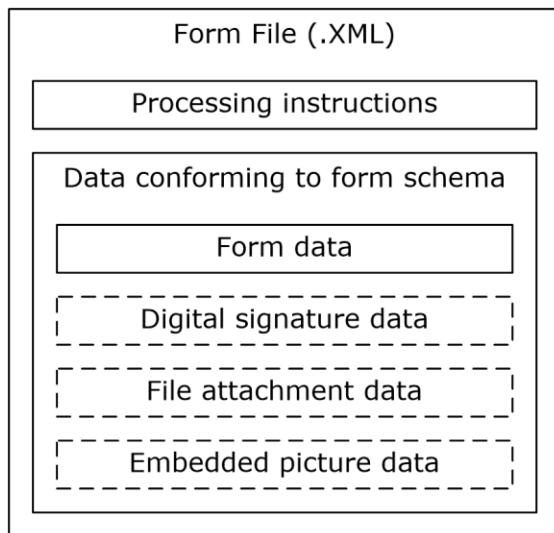 Form File (.XML)
Processing instructions
Data conforming to form schema
Form data
Digital signature data
File attachment data
Embedded picture data